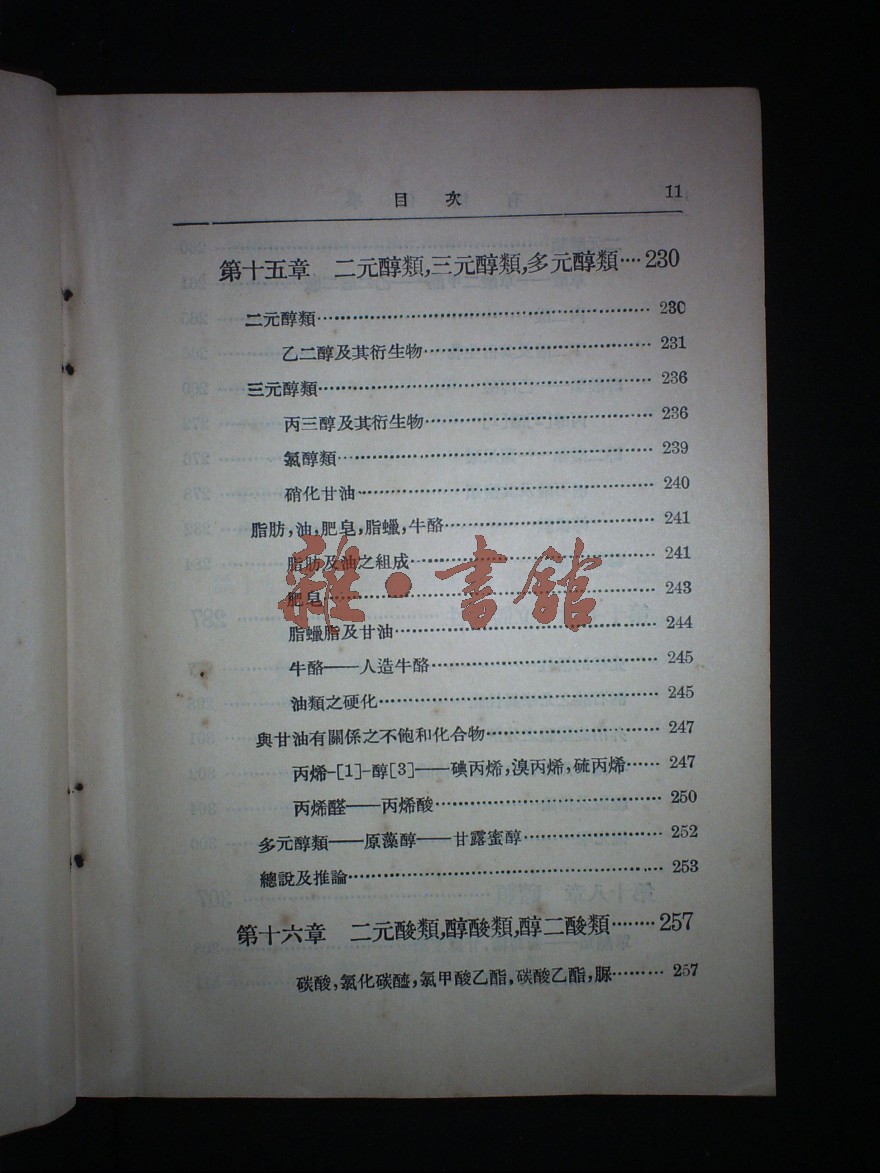 目 次 11
第十五章 二元醇類,三元醇類,多元醇類····230
二元醇類 230
乙二醇及其衍生物 231
三元醇類 236
丙三醇及其衍生物 236
氯醇類 239
硝化甘油 240
脂肪,油,肥皂,脂蠟,牛酪 241
脂肪及油之組成 241
肥皂 243
脂蠟脂及甘油 244
牛酪——人造牛酪 245
油類之硬化 245
與甘油有關係之不飽和化合物 247
丙烯-[1]-醇[3]——碘丙烯,溴丙烯,硫丙烯 247
丙烯醛——丙烯酸 250
多元醇類——原藻醇——甘露蜜醇 252
總說及推論 253
第十六章 二元酸類,醇酸類,醇二酸類 257
碳酸,氯化碳醯,氯甲酸乙酯,碳酸乙酯,脲 257
雜·書館